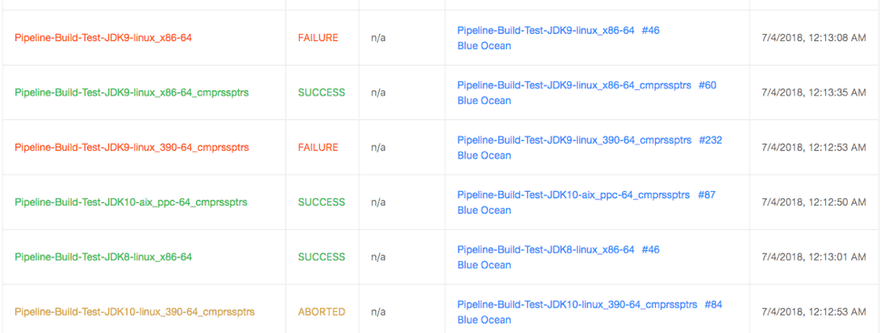 Pipeline-Build-Test-JDK9-linux_x86-64 FAILURE n/a Pipeline-Build-Test-JDK9-linux_x86-64 #46 7/4/2018, 12:13:08 AM
Blue Ocean
Pipeline-Build-Test-JDK9-linux_x86-64_cmprssptrs SUCCESS n/a Pipeline-Build-Test-JDK9-linux_x86-64_cmprssptrs #60 7/4/2018, 12:13:35 AM
Blue Ocean
Pipeline-Build-Test-JDK9-linux_390-64_cmprssptrs FAILURE n/a Pipeline-Build-Test-JDK9-linux_390-64_cmprssptrs #232 7/4/2018, 12:12:53 AM
Blue Ocean
Pipeline-Build-Test-JDK10-aix_ppc-64_cmprssptrs SUCCESS n/a Pipeline-Build-Test-JDK10-aix_ppc-64_cmprssptrs #87 7/4/2018, 12:12:50 AM
Blue Ocean
Pipeline-Build-Test-JDK8-linux_x86-64 SUCCESS n/a Pipeline-Build-Test-JDK8-linux_x86-64 #46 7/4/2018, 12:13:01 AM
Blue Ocean
Pipeline-Build-Test-JDK10-linux_390-64_cmprssptrs ABORTED n/a Pipeline-Build-Test-JDK10-linux_390-64_cmprssptrs #84 7/4/2018, 12:12:53 AM
Blue Ocean